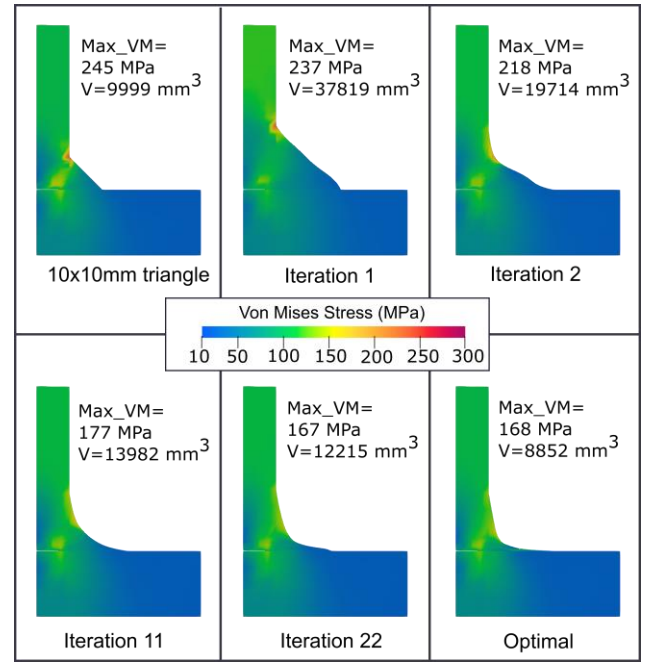 Max_VM=
245 MPa
V=9999 mm3
10x10mm triangle
Max_VM=
237 MPa
V=37819 mm3
Iteration 1
Max_VM=
218 MPa
V=19714 mm3
Iteration 2
Von Mises Stress (MPa)
10 50 100 150 200 250 300
Max_VM=
177 MPa
V=13982 mm3
Iteration 11
Max_VM=
167 MPa
V=12215 mm3
Iteration 22
Max_VM=
168 MPa
V=8852 mm3
Optimal